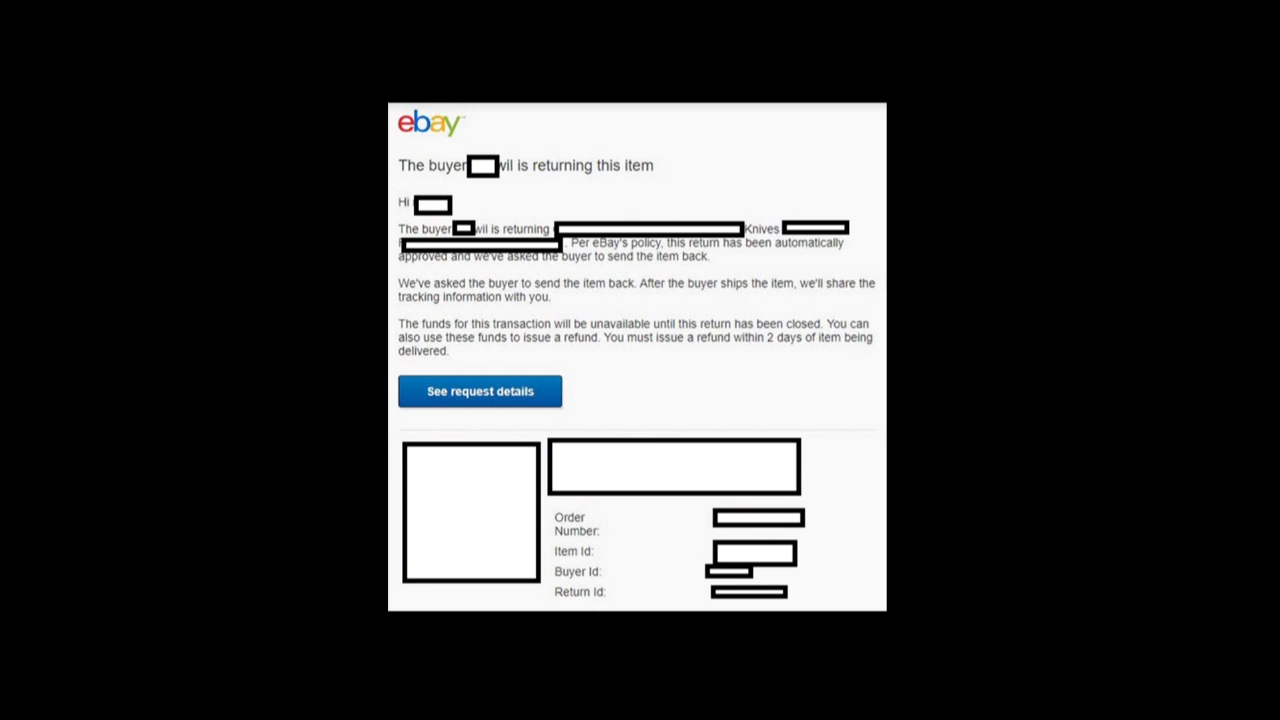 ebay
The buyer wil is returning this item
Hi
The buyer wil is returning Knives
. Per eBay's policy, this return has been automatically
approved and we've asked the buyer to send the item back.
We've asked the buyer to send the item back. After the buyer ships the item, we'll share the
tracking information with you.
The funds for this transaction will be unavailable until this return has been closed. You can
also use these funds to issue a refund. You must issue a refund within 2 days of item being
delivered.
See request details
Order
Number:
Item Id:
Buyer Id:
Return Id: